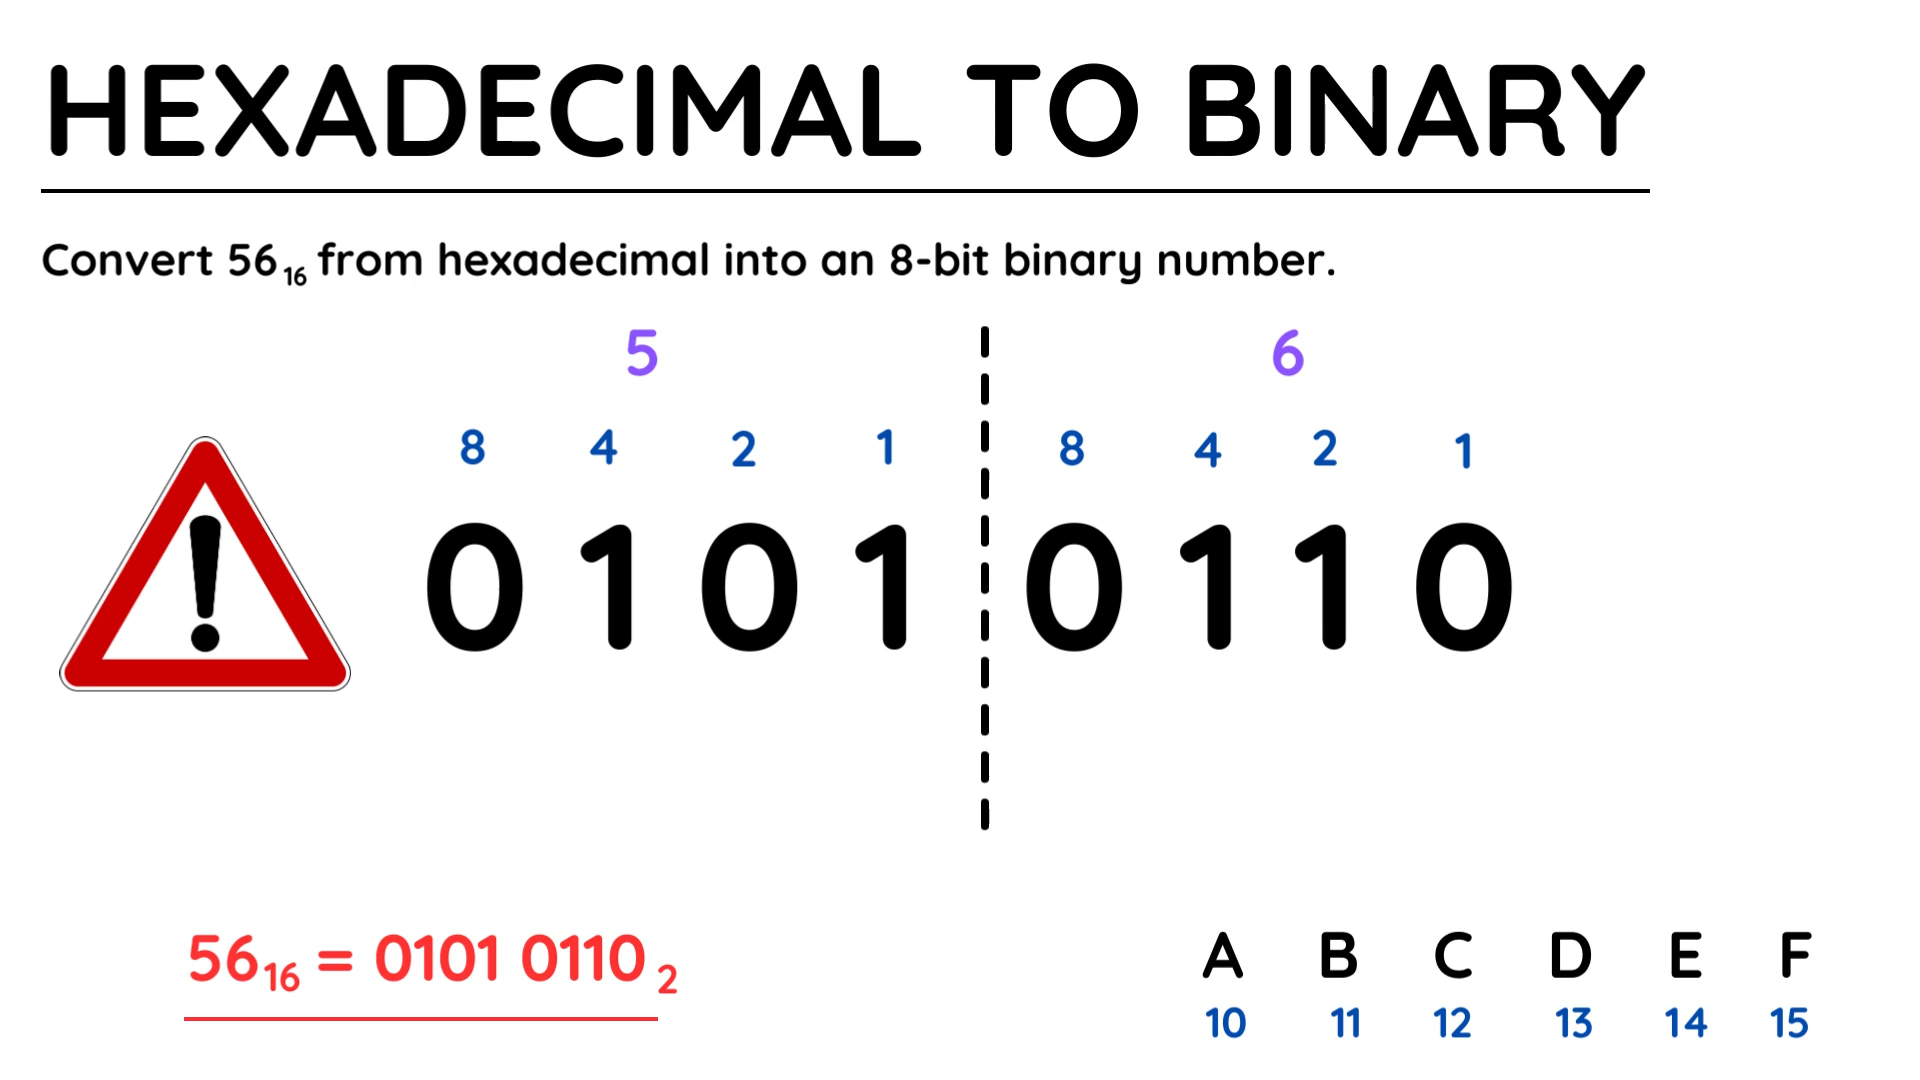 HEXADECIMAL TO BINARY
Convert 56₁₆ from hexadecimal into an 8-bit binary number.
5 6
8 4 2 1 8 4 2 1
0 1 0 1 0 1 1 0
56₁₆ = 0101 0110₂
A B C D E F
10 11 12 13 14 15